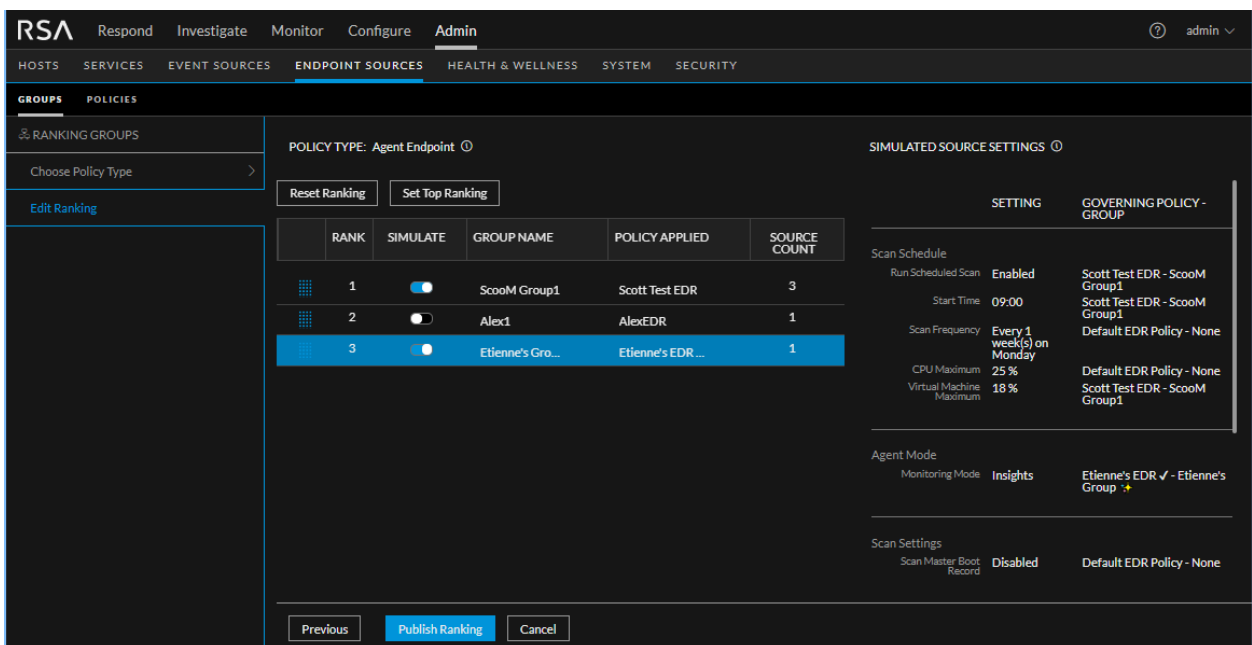 RSA Respond Investigate Monitor Configure Admin admin
HOSTS SERVICES EVENT SOURCES ENDPOINT SOURCES HEALTH & WELLNESS SYSTEM SECURITY
GROUPS POLICIES
RANKING GROUPS
Choose Policy Type
Edit Ranking
POLICY TYPE: Agent Endpoint
Reset Ranking Set Top Ranking
RANK SIMULATE GROUP NAME POLICY APPLIED SOURCE
COUNT
1 ScooM Group1 Scott Test EDR 3
2 Alex1 AlexEDR 1
3 Etienne's Gro... Etienne's EDR ... 1
Previous Publish Ranking Cancel
SIMULATED SOURCE SETTINGS
SETTING GOVERNING POLICY -
GROUP
Scan Schedule
Run Scheduled Scan Enabled Scott Test EDR - ScooM
Group1
Start Time 09:00 Scott Test EDR - ScooM
Group1
Scan Frequency Every 1 Default EDR Policy - None
week(s) on
Monday
CPU Maximum 25 % Default EDR Policy - None
Virtual Machine 18 % Scott Test EDR - ScooM
Maximum Group1
Agent Mode
Monitoring Mode Insights Etienne's EDR ✓ - Etienne's
Group ✨
Scan Settings
Scan Master Boot Disabled Default EDR Policy - None
Record